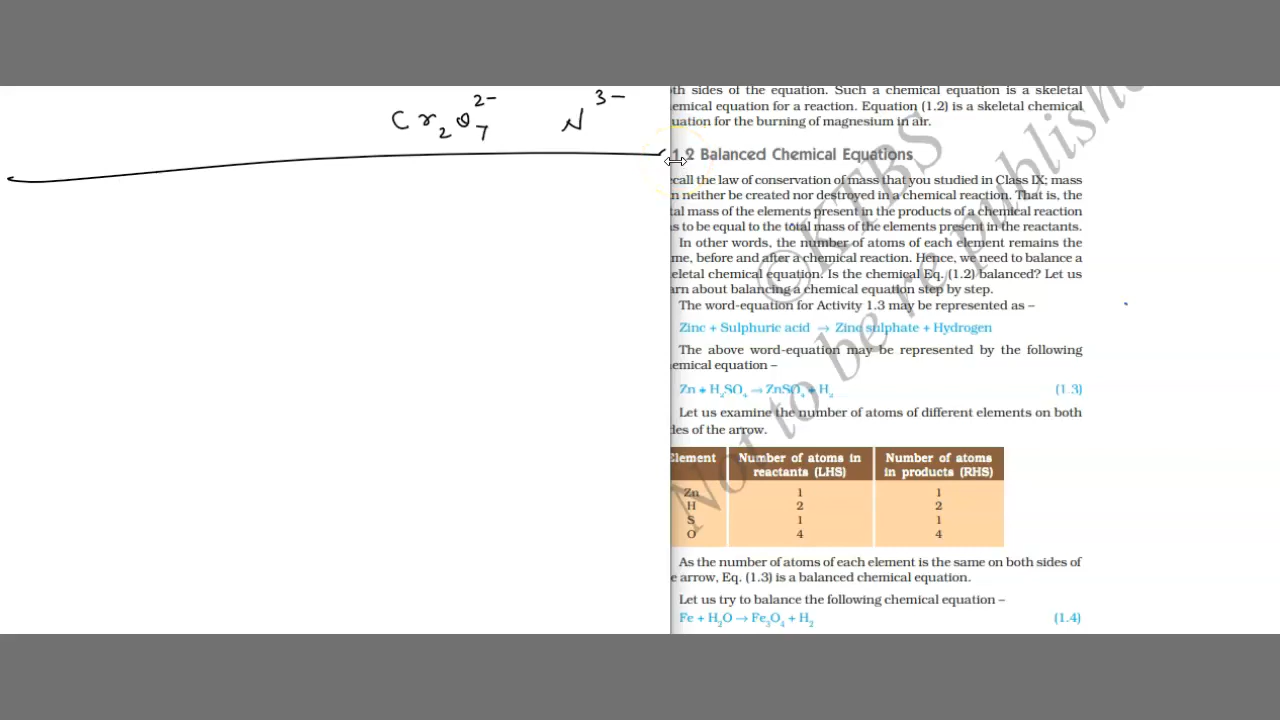 Cr₂O₇²⁻ N³⁻
th sides of the equation. Such a chemical equation is a skeletal
emical equation for a reaction. Equation (1.2) is a skeletal chemical
uation for the burning of magnesium in air.
1.2 Balanced Chemical Equations
call the law of conservation of mass that you studied in Class IX; mass
n neither be created nor destroyed in a chemical reaction. That is, the
tal mass of the elements present in the products of a chemical reaction
as to be equal to the total mass of the elements present in the reactants.
In other words, the number of atoms of each element remains the
me, before and after a chemical reaction. Hence, we need to balance a
eletal chemical equation. Is the chemical Eq. (1.2) balanced? Let us
arn about balancing a chemical equation step by step.
The word-equation for Activity 1.3 may be represented as –
Zinc + Sulphuric acid → Zinc sulphate + Hydrogen
The above word-equation may be represented by the following
emical equation –
Zn + H₂SO₄ → ZnSO₄ + H₂ (1.3)
Let us examine the number of atoms of different elements on both
des of the arrow.
Element Number of atoms in reactants (LHS) Number of atoms in products (RHS)
Zn 1 1
H 2 2
S 1 1
O 4 4
As the number of atoms of each element is the same on both sides of
e arrow, Eq. (1.3) is a balanced chemical equation.
Let us try to balance the following chemical equation –
Fe + H₂O → Fe₃O₄ + H₂ (1.4)
©KTBS
Not to be republishe